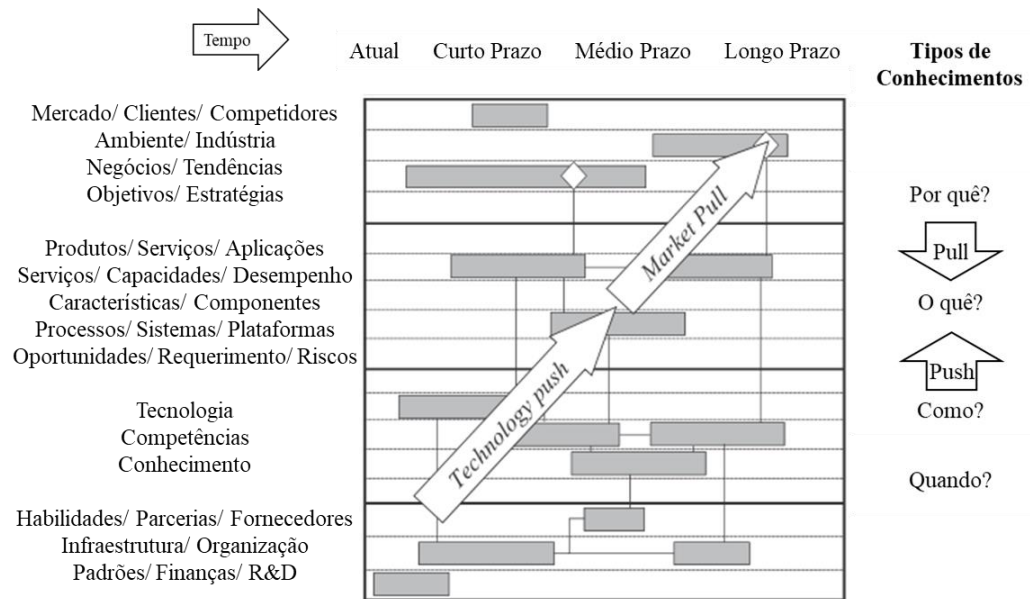 Tempo
Atual Curto Prazo Médio Prazo Longo Prazo
Tipos de
Conhecimentos
Mercado/ Clientes/ Competidores
Ambiente/ Indústria
Negócios/ Tendências
Objetivos/ Estratégias
Produtos/ Serviços/ Aplicações
Serviços/ Capacidades/ Desempenho
Características/ Componentes
Processos/ Sistemas/ Plataformas
Oportunidades/ Requerimento/ Riscos
Tecnologia
Competências
Conhecimento
Habilidades/ Parcerias/ Fornecedores
Infraestrutura/ Organização
Padrões/ Finanças/ R&D
Market Pull
Technology push
Por quê?
Pull
O quê?
Push
Como?
Quando?